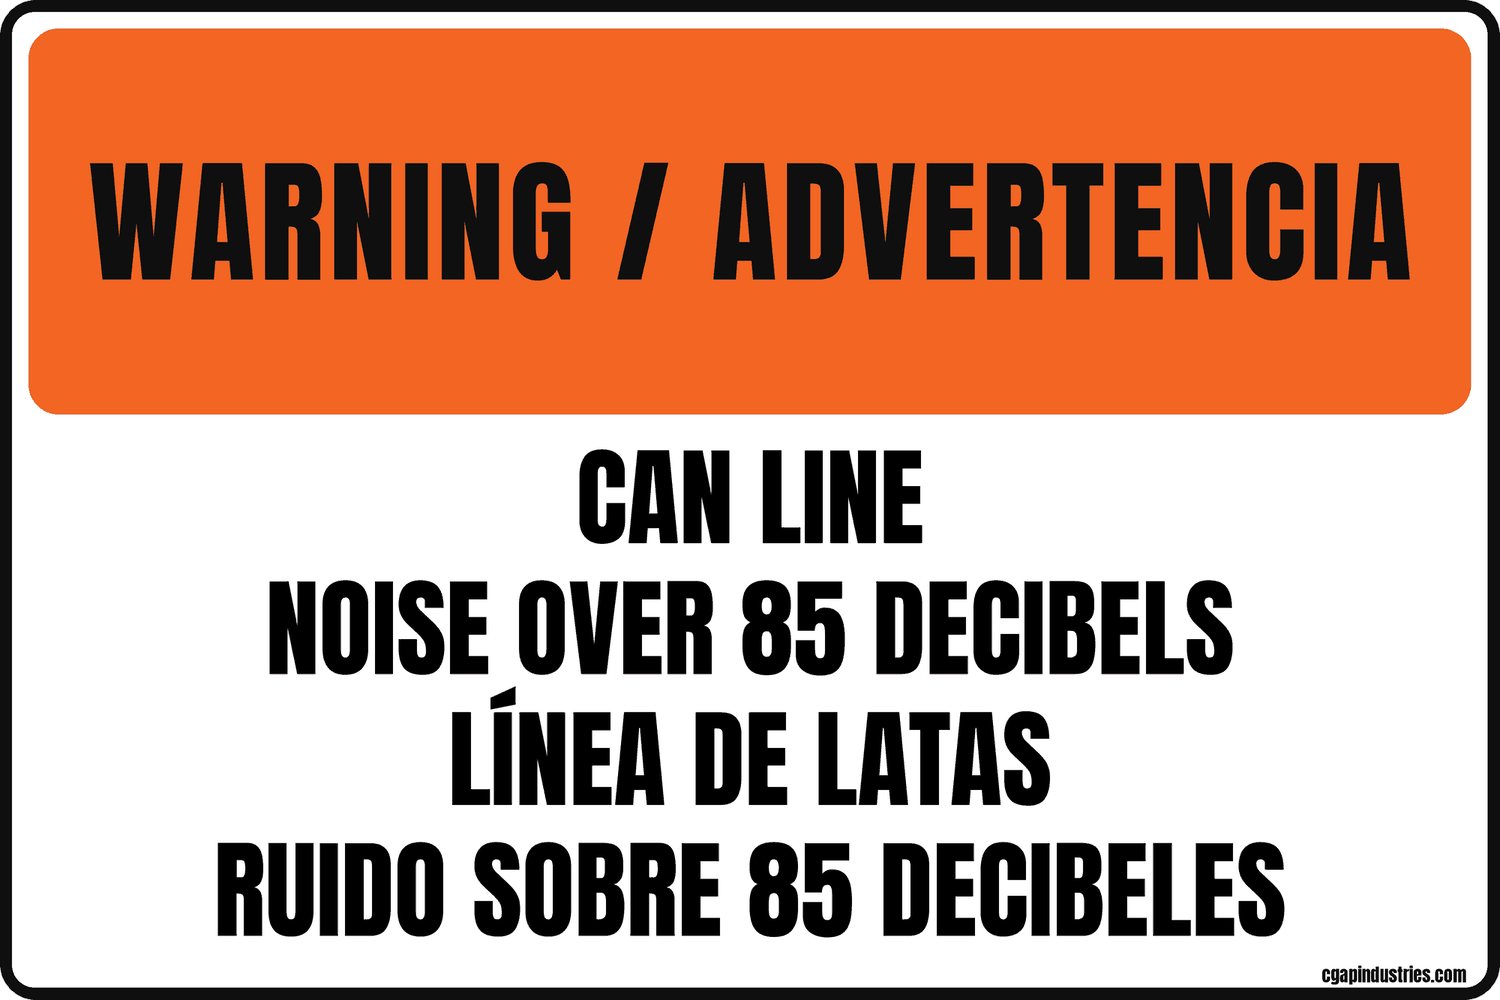 WARNING / ADVERTENCIA
CAN LINE
NOISE OVER 85 DECIBELS
LÍNEA DE LATAS
RUIDO SOBRE 85 DECIBELES
cgapindustries.com